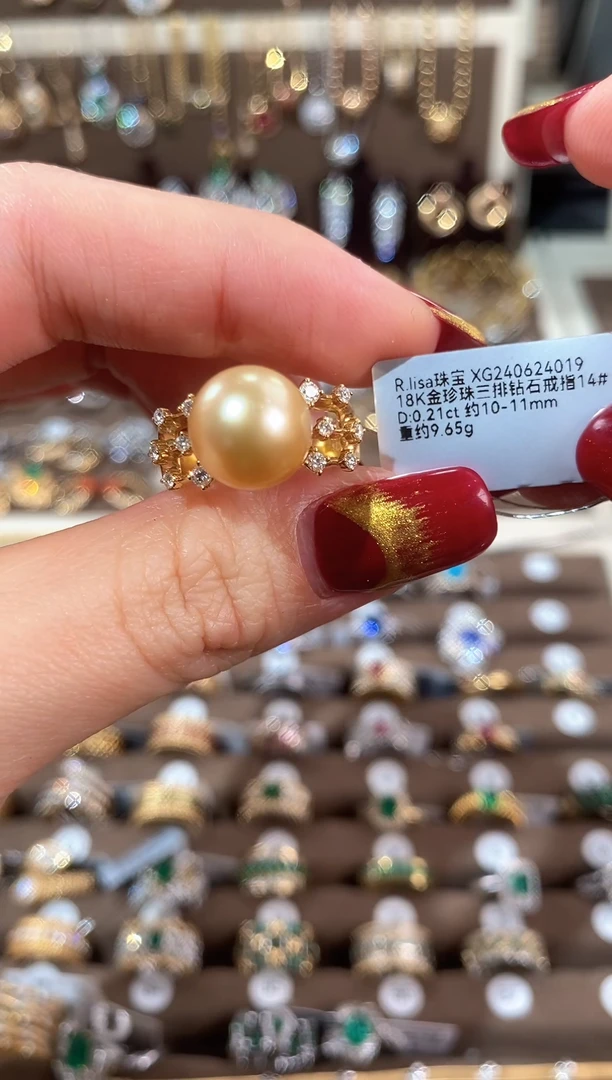 R.lisa珠宝 XG240624019
18K金珍珠三排钻石戒指14#
D:0.21ct 约10-11mm
重约9.65g